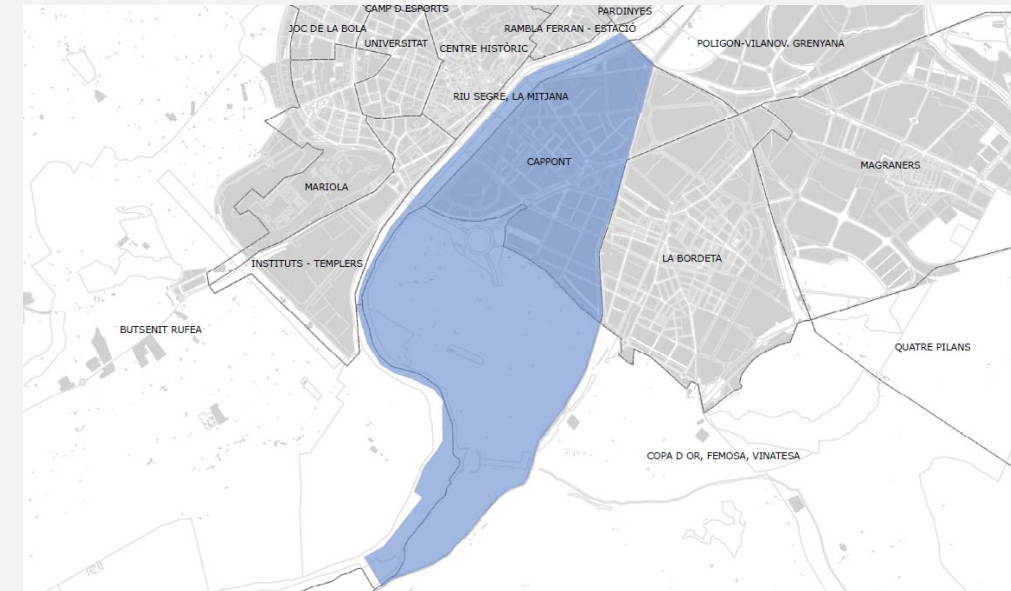 CAMP D ESPORTS
PARDINYES
JOC DE LA BOLA
RAMBLA FERRAN - ESTACIÓ
UNIVERSITAT
CENTRE HISTÒRIC
POLIGON-VILANOV. GRENYANA
RIU SEGRE, LA MITJANA
CAPPONT
MAGRANERS
MARIOLA
LA BORDETA
INSTITUTS - TEMPLERS
BUTSENIT RUFEA
QUATRE PILANS
COPA D OR, FEMOSA, VINATESA